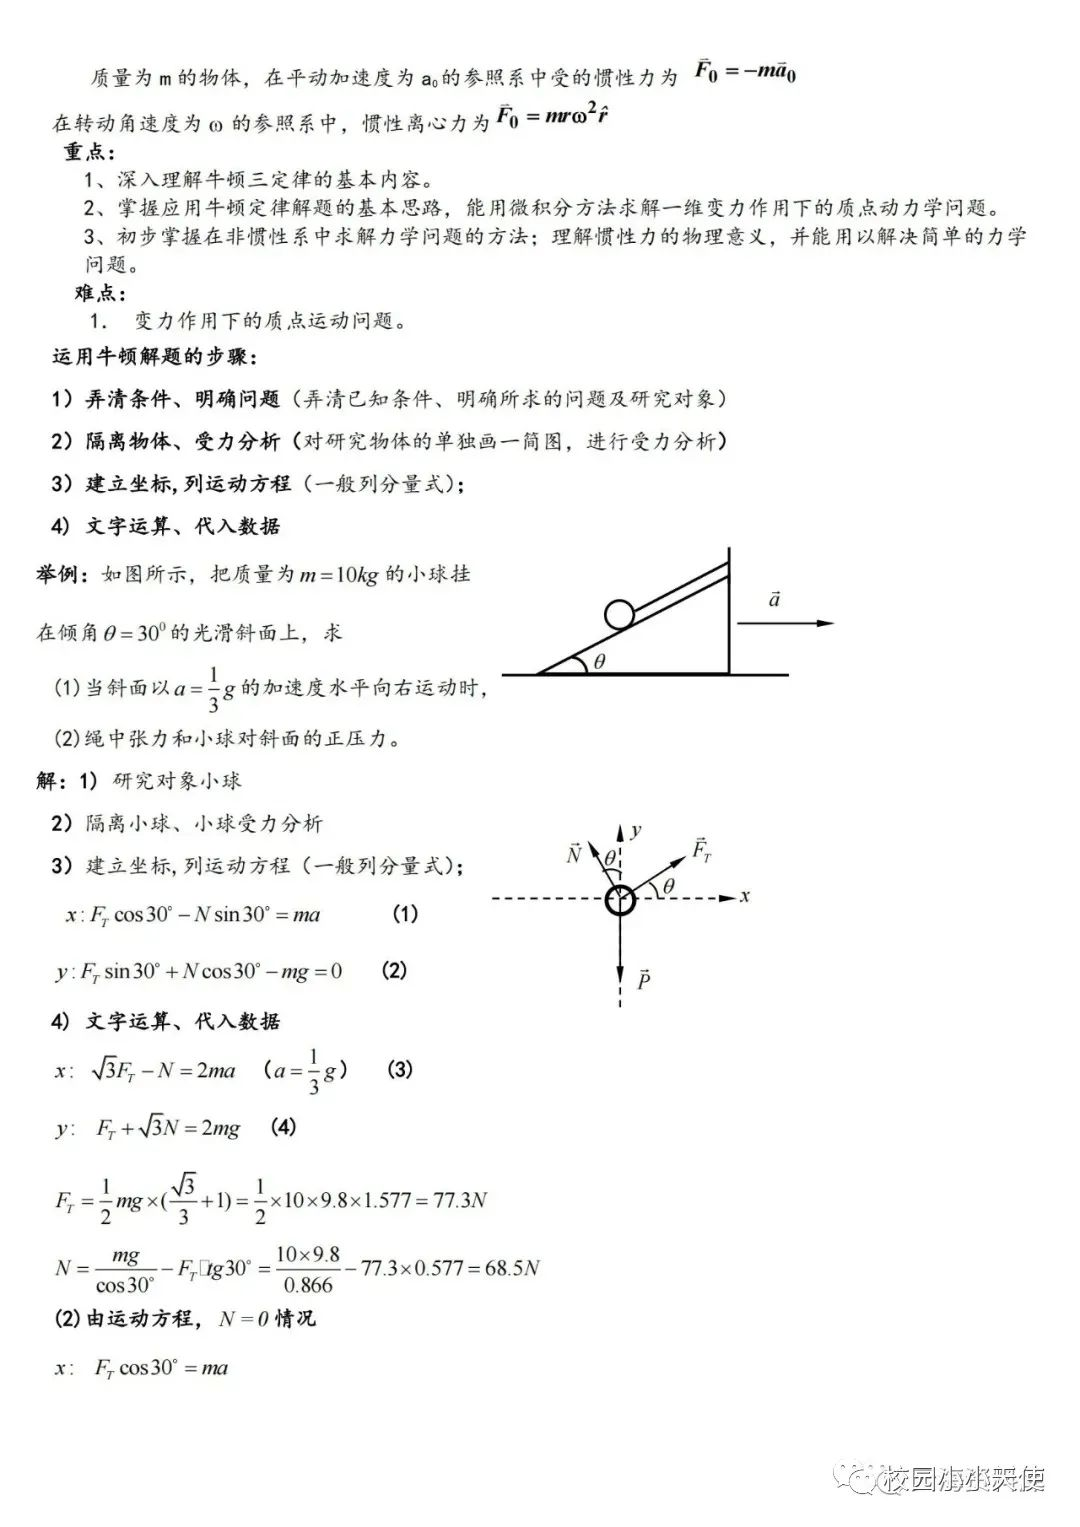 质量为 m 的物体，在平动加速度为 a₀的参照系中受的惯性力为 F⃗₀ = −ma⃗₀
在转动角速度为 ω 的参照系中，惯性离心力为 F⃗₀ = mrω²r̂
重点：
1、深入理解牛顿三定律的基本内容。
2、掌握应用牛顿定律解题的基本思路，能用微积分方法求解一维变力作用下的质点动力学问题。
3、初步掌握在非惯性系中求解力学问题的方法；理解惯性力的物理意义，并能用以解决简单的力学
问题。
难点：
1. 变力作用下的质点运动问题。
运用牛顿解题的步骤：
1）弄清条件、明确问题（弄清已知条件、明确所求的问题及研究对象）
2）隔离物体、受力分析（对研究物体的单独画一简图，进行受力分析）
3）建立坐标,列运动方程（一般列分量式）；
4) 文字运算、代入数据
举例：如图所示，把质量为 m = 10kg 的小球挂
在倾角 θ = 30⁰ 的光滑斜面上，求
(1)当斜面以 a = 1/3 g 的加速度水平向右运动时，
(2)绳中张力和小球对斜面的正压力。
θ
a⃗
解：1) 研究对象小球
2）隔离小球、小球受力分析
3）建立坐标,列运动方程（一般列分量式）；
x: F_T cos30° − N sin30° = ma (1)
y: F_T sin30° + N cos30° − mg = 0 (2)
y
N⃗
θ
F⃗_T
θ
x
P⃗
4) 文字运算、代入数据
x: √3F_T − N = 2ma （a = 1/3 g） (3)
y: F_T + √3N = 2mg (4)
F_T = 1/2 mg×(√3/3 +1) = 1/2 ×10×9.8×1.577 = 77.3N
N = mg/cos30° − F_T□tg30° = 10×9.8/0.866 − 77.3×0.577 = 68.5N
(2)由运动方程，N = 0 情况
x: F_T cos30° = ma